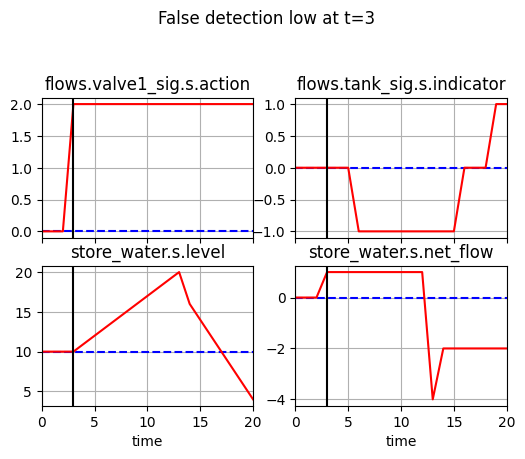 False detection low at t=3
flows.valve1_sig.s.action
flows.tank_sig.s.indicator
2.0
1.5
1.0
0.5
0.0
1.0
0.5
0.0
−0.5
−1.0
store_water.s.level
store_water.s.net_flow
20
15
10
5
0
−2
−4
0 5 10 15 20
0 5 10 15 20
time
time